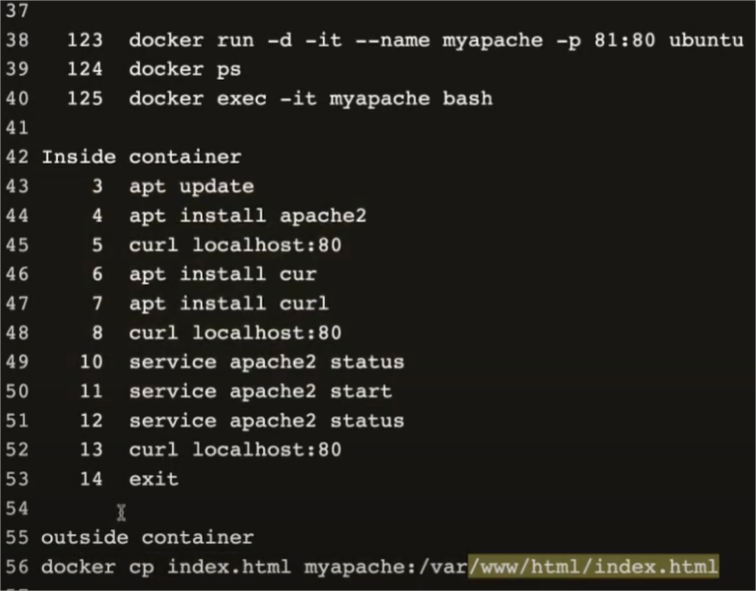 37
38 123 docker run -d -it --name myapache -p 81:80 ubuntu
39 124 docker ps
40 125 docker exec -it myapache bash
41
42 Inside container
43 3 apt update
44 4 apt install apache2
45 5 curl localhost:80
46 6 apt install cur
47 7 apt install curl
48 8 curl localhost:80
49 10 service apache2 status
50 11 service apache2 start
51 12 service apache2 status
52 13 curl localhost:80
53 14 exit
54
55 outside container
56 docker cp index.html myapache:/var/www/html/index.html